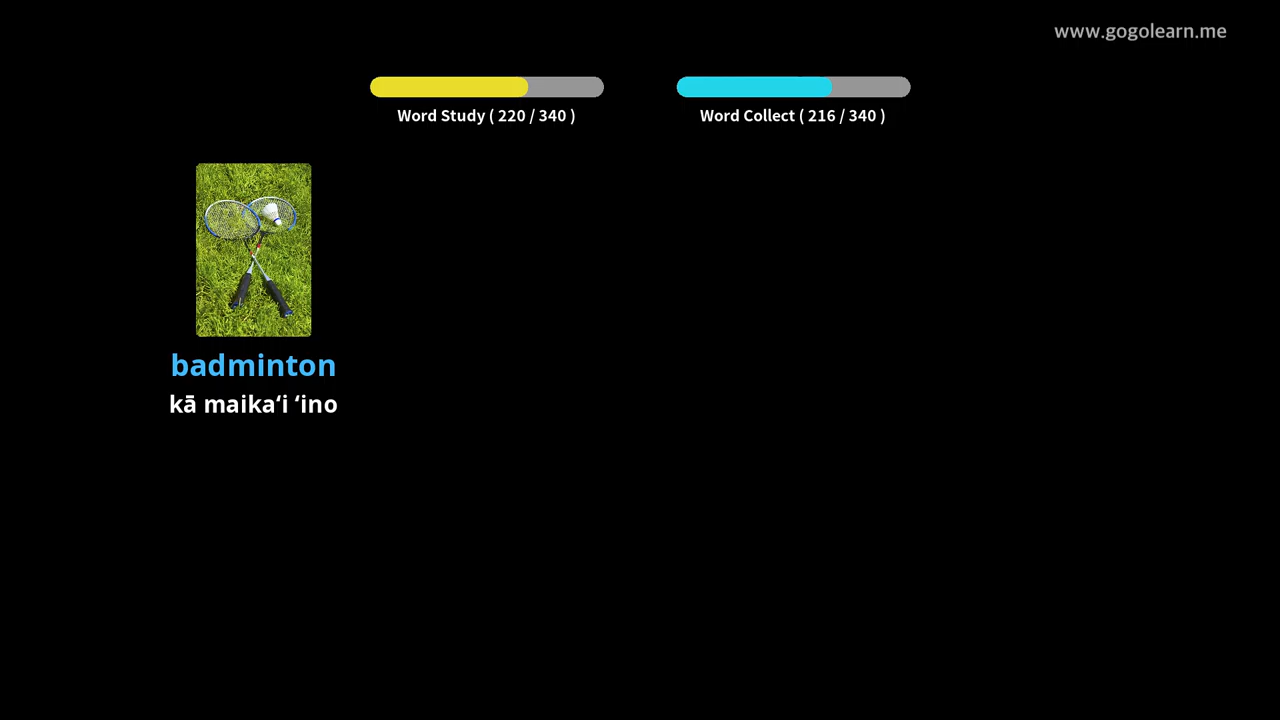 www.gogolearn.me
Word Study ( 220 / 340 )
Word Collect ( 216 / 340 )
badminton
kā maikaʻi ʻino